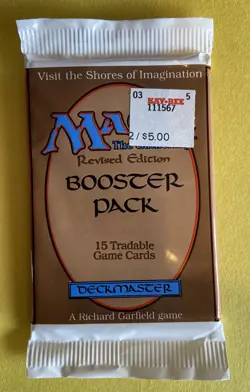 Visit the Shores of Imagination
03 KAY-BEE 5
111567
2/$5.00
MA
The
Revised Edition
BOOSTER
PACK
15 Tradable
Game Cards
DECKMASTER
A Richard Garfield game